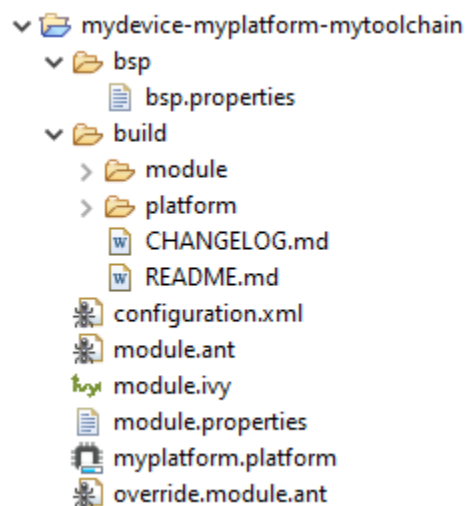 mydevice-myplatform-mytoolchain
bsp
bsp.properties
build
module
platform
CHANGELOG.md
README.md
configuration.xml
module.ant
module.ivy
module.properties
myplatform.platform
override.module.ant